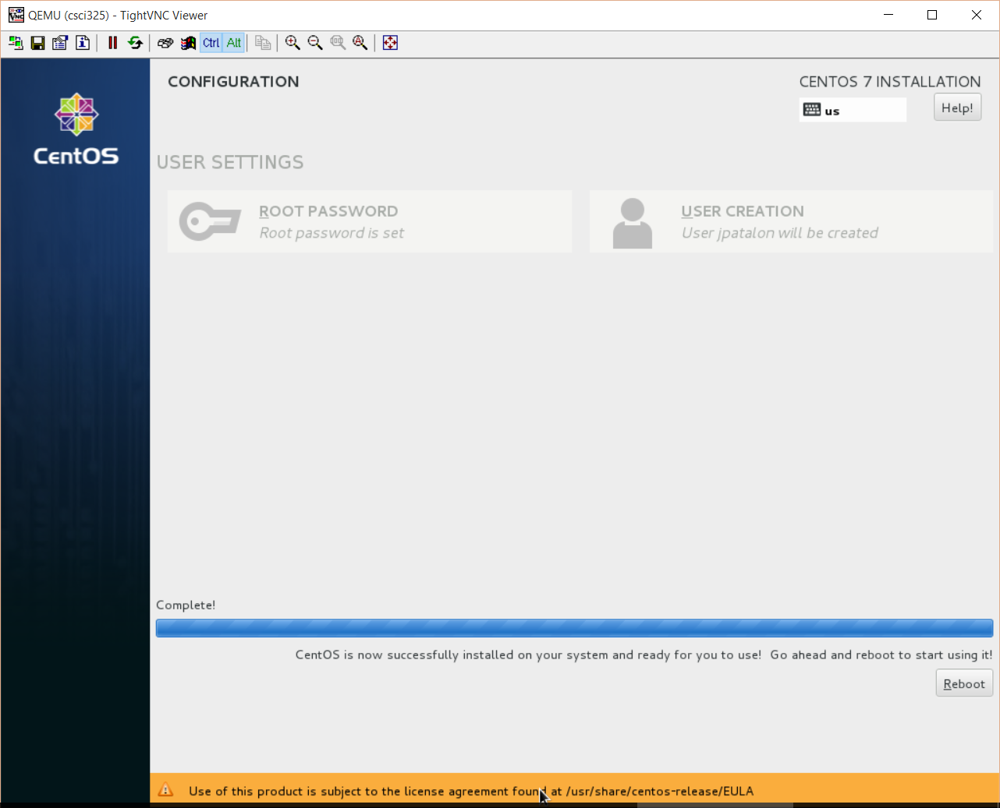 QEMU (csci325) - TightVNC Viewer
Ctrl Alt
CentOS
CONFIGURATION
CENTOS 7 INSTALLATION
us
Help!
USER SETTINGS
ROOT PASSWORD
Root password is set
USER CREATION
User jpatalon will be created
Complete!
CentOS is now successfully installed on your system and ready for you to use!  Go ahead and reboot to start using it!
Reboot
Use of this product is subject to the license agreement found at /usr/share/centos-release/EULA